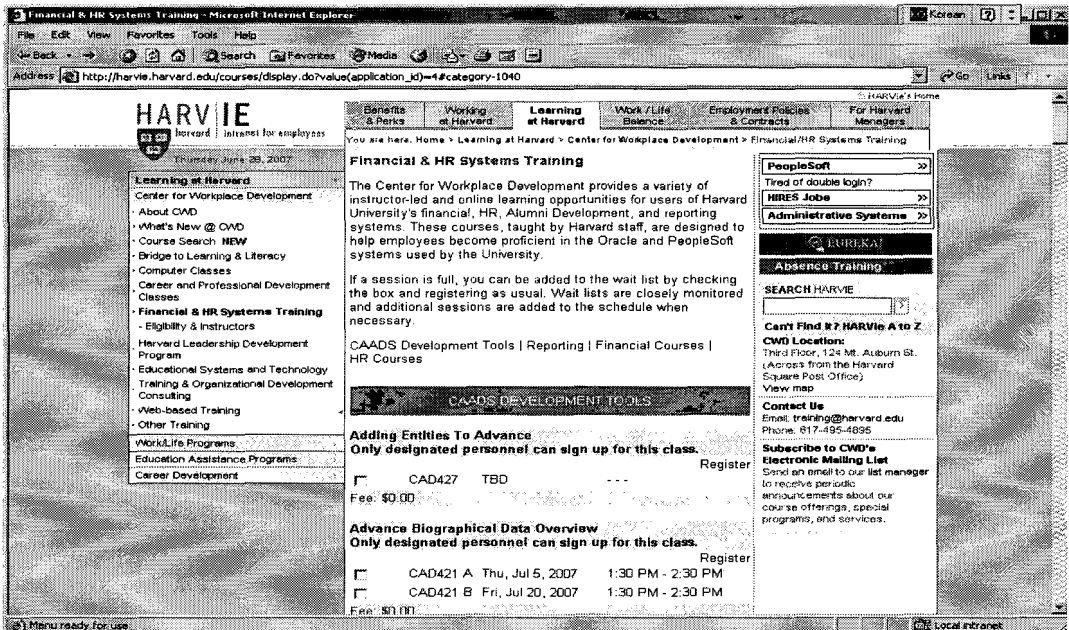 Financial & HR Systems Training - Microsoft Internet Explorer
Korean
File Edit View Favorites Tools Help
Back Search Favorites Media
Address http://harvie.harvard.edu/courses/display.do?value(application_id)=4#category-1040 Go Links
HARVie's Home
HARVIE
harvard intranet for employees
Thursday June 28, 2007
Benefits & Perks
Working at Harvard
Learning at Harvard
Work / Life Balance
Employment Policies & Contracts
For Harvard Managers
You are here: Home > Learning at Harvard > Center for Workplace Development > Financial/HR Systems Training
Learning at Harvard
Center for Workplace Development
· About CWD
· What's New @ CWD
· Course Search NEW
· Bridge to Learning & Literacy
· Computer Classes
· Career and Professional Development
Classes
· Financial & HR Systems Training
- Eligibility & Instructors
· Harvard Leadership Development
Program
· Educational Systems and Technology
· Training & Organizational Development
Consulting
· Web-based Training
· Other Training
Work/Life Programs
Education Assistance Programs
Career Development
Financial & HR Systems Training
The Center for Workplace Development provides a variety of
instructor-led and online learning opportunities for users of Harvard
University's financial, HR, Alumni Development, and reporting
systems. These courses, taught by Harvard staff, are designed to
help employees become proficient in the Oracle and PeopleSoft
systems used by the University.
If a session is full, you can be added to the wait list by checking
the box and registering as usual. Wait lists are closely monitored
and additional sessions are added to the schedule when
necessary.
CAADS Development Tools | Reporting | Financial Courses |
HR Courses
CAADS DEVELOPMENT TOOLS
Adding Entities To Advance
Only designated personnel can sign up for this class.
Register
CAD427 TBD - - -
Fee: $0.00
Advance Biographical Data Overview
Only designated personnel can sign up for this class.
Register
CAD421 A Thu, Jul 5, 2007 1:30 PM - 2:30 PM
CAD421 B Fri, Jul 20, 2007 1:30 PM - 2:30 PM
Fee: $0.00
PeopleSoft »
Tired of double login?
HIRES Jobs »
Administrative Systems »
EUREKA!
Absence Training
SEARCH HARVIE
Can't Find It? HARVIe A to Z
CWD Location:
Third Floor, 124 Mt. Auburn St.
(Across from the Harvard
Square Post Office)
View map
Contact Us
Email: training@harvard.edu
Phone: 617-495-4895
Subscribe to CWD's
Electronic Mailing List
Send an email to our list manager
to receive periodic
announcements about our
course offerings, special
programs, and services.
Menu ready for use
Local intranet